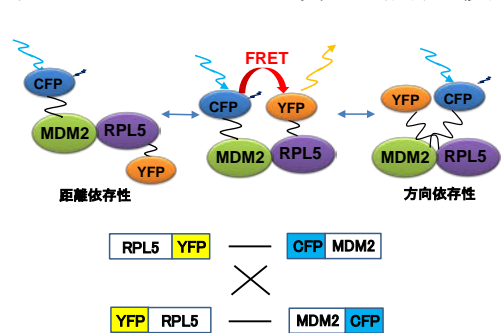 FRET
CFP
CFP
YFP
YFP
CFP
MDM2
RPL5
YFP
MDM2
RPL5
MDM2
RPL5
距離依存性
方向依存性
RPL5 YFP
CFP MDM2
YFP RPL5
MDM2 CFP